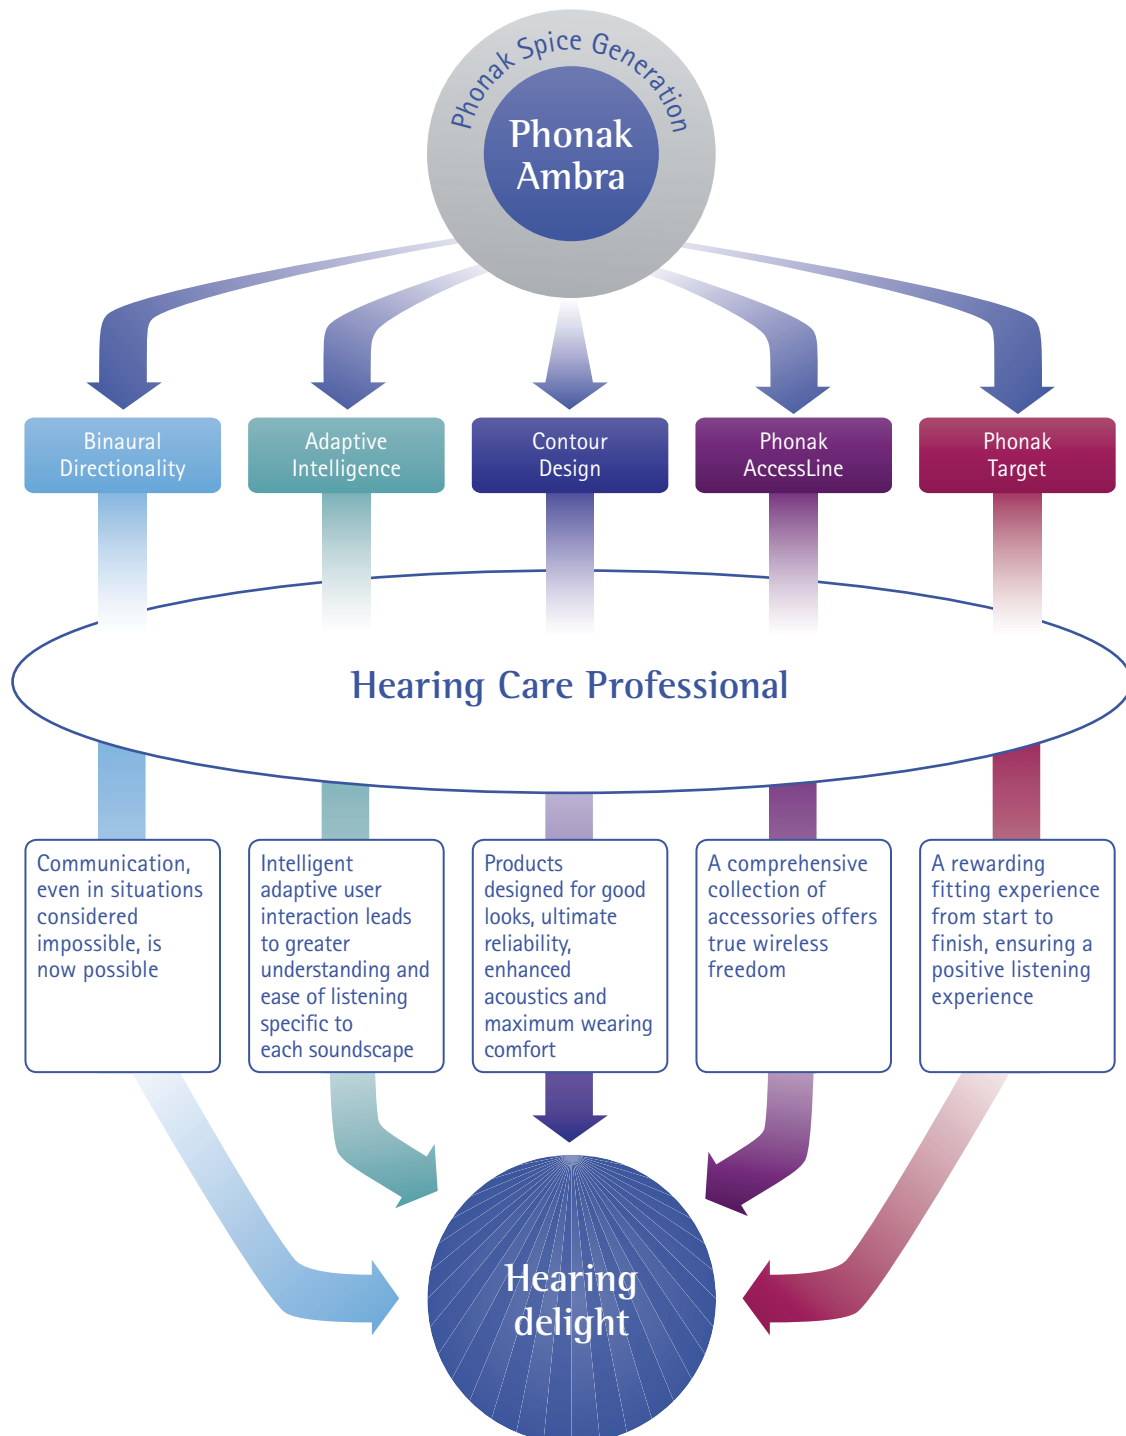 Phonak Spice Generation
Phonak
Ambra
Binaural
Directionality
Adaptive
Intelligence
Contour
Design
Phonak
AccessLine
Phonak
Target
Hearing Care Professional
Communication,
even in situations
considered
impossible, is
now possible
Intelligent
adaptive user
interaction leads
to greater
understanding and
ease of listening
specific to
each soundscape
Products
designed for good
looks, ultimate
reliability,
enhanced
acoustics and
maximum wearing
comfort
A comprehensive
collection of
accessories offers
true wireless
freedom
A rewarding
fitting experience
from start to
finish, ensuring a
positive listening
experience
Hearing
delight